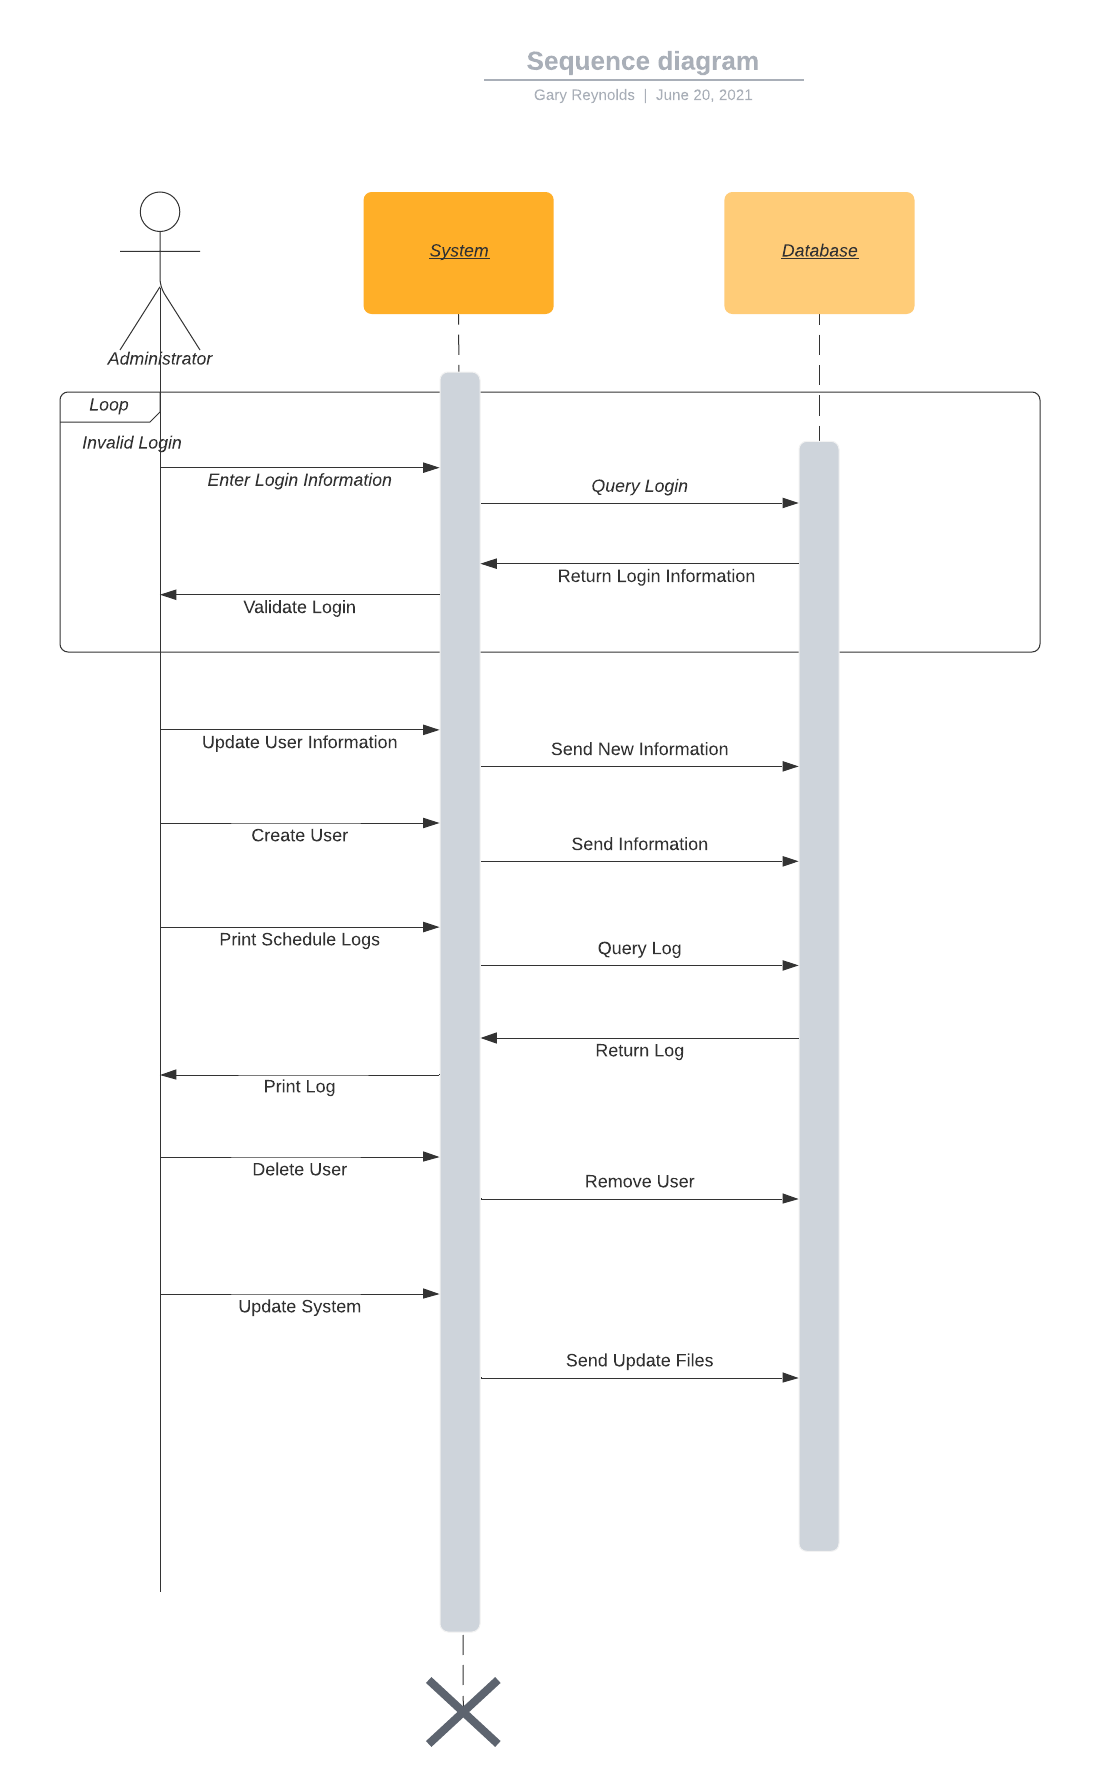 Sequence diagram
Gary Reynolds | June 20, 2021
System
Database
Administrator
Loop
Invalid Login
Enter Login Information
Query Login
Return Login Information
Validate Login
Update User Information
Send New Information
Create User
Send Information
Print Schedule Logs
Query Log
Return Log
Print Log
Delete User
Remove User
Update System
Send Update Files